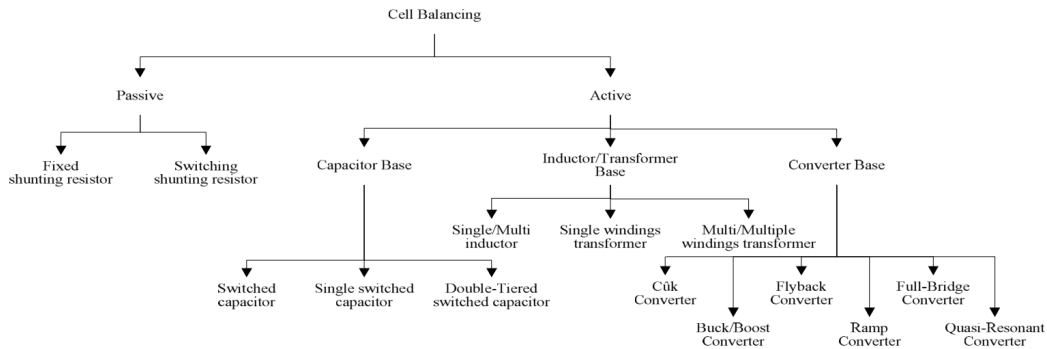 Cell Balancing
Passive
Active
Fixed
shunting resistor
Switching
shunting resistor
Capacitor Base
Inductor/Transformer
Base
Converter Base
Single/Multi
inductor
Single windings
transformer
Multi/Multiple
windings transformer
Switched
capacitor
Single switched
capacitor
Double-Tiered
switched capacitor
Cûk
Converter
Flyback
Converter
Full-Bridge
Converter
Buck/Boost
Converter
Ramp
Converter
Quasi-Resonant
Converter